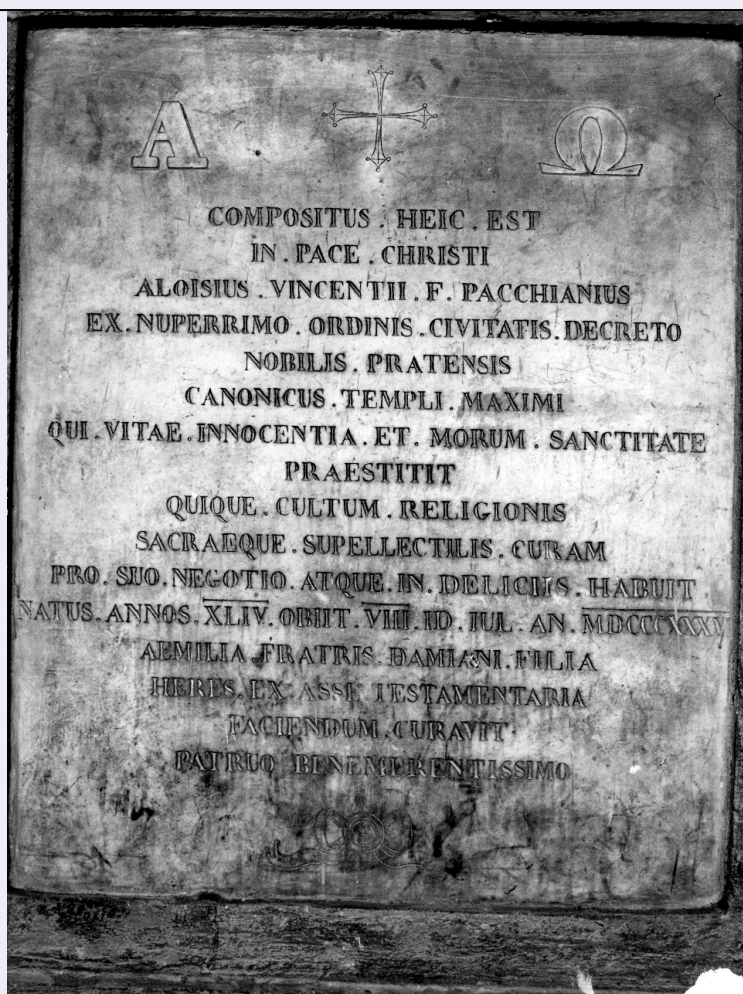 Α Ω
COMPOSITUS . HEIC . EST
IN . PACE . CHRISTI
ALOISIUS . VINCENTII . F . PACCHIANIUS
EX . NUPERRIMO . ORDINIS . CIVITATIS . DECRETO
NOBILIS . PRATENSIS
CANONICUS . TEMPLI . MAXIMI
QUI . VITAE . INNOCENTIA . ET . MORUM . SANCTITATE
PRAESTITIT
QUIQUE . CULTUM . RELIGIONIS
SACRAEQUE . SUPELLECTILIS . CURAM
PRO . SUO . NEGOTIO . ATQUE . IN . DELICIIS . HABUIT
NATUS . ANNOS . XLIV . OBIIT . VIII . ID . IUL . AN . MDCCCXXXV
AEMILIA . FRATRIS . DAMIANI . FILIA
HERES . EX . ASSE TESTAMENTARIA
FACIENDUM . CURAVIT
PATRUO BENEMERENTISSIMO